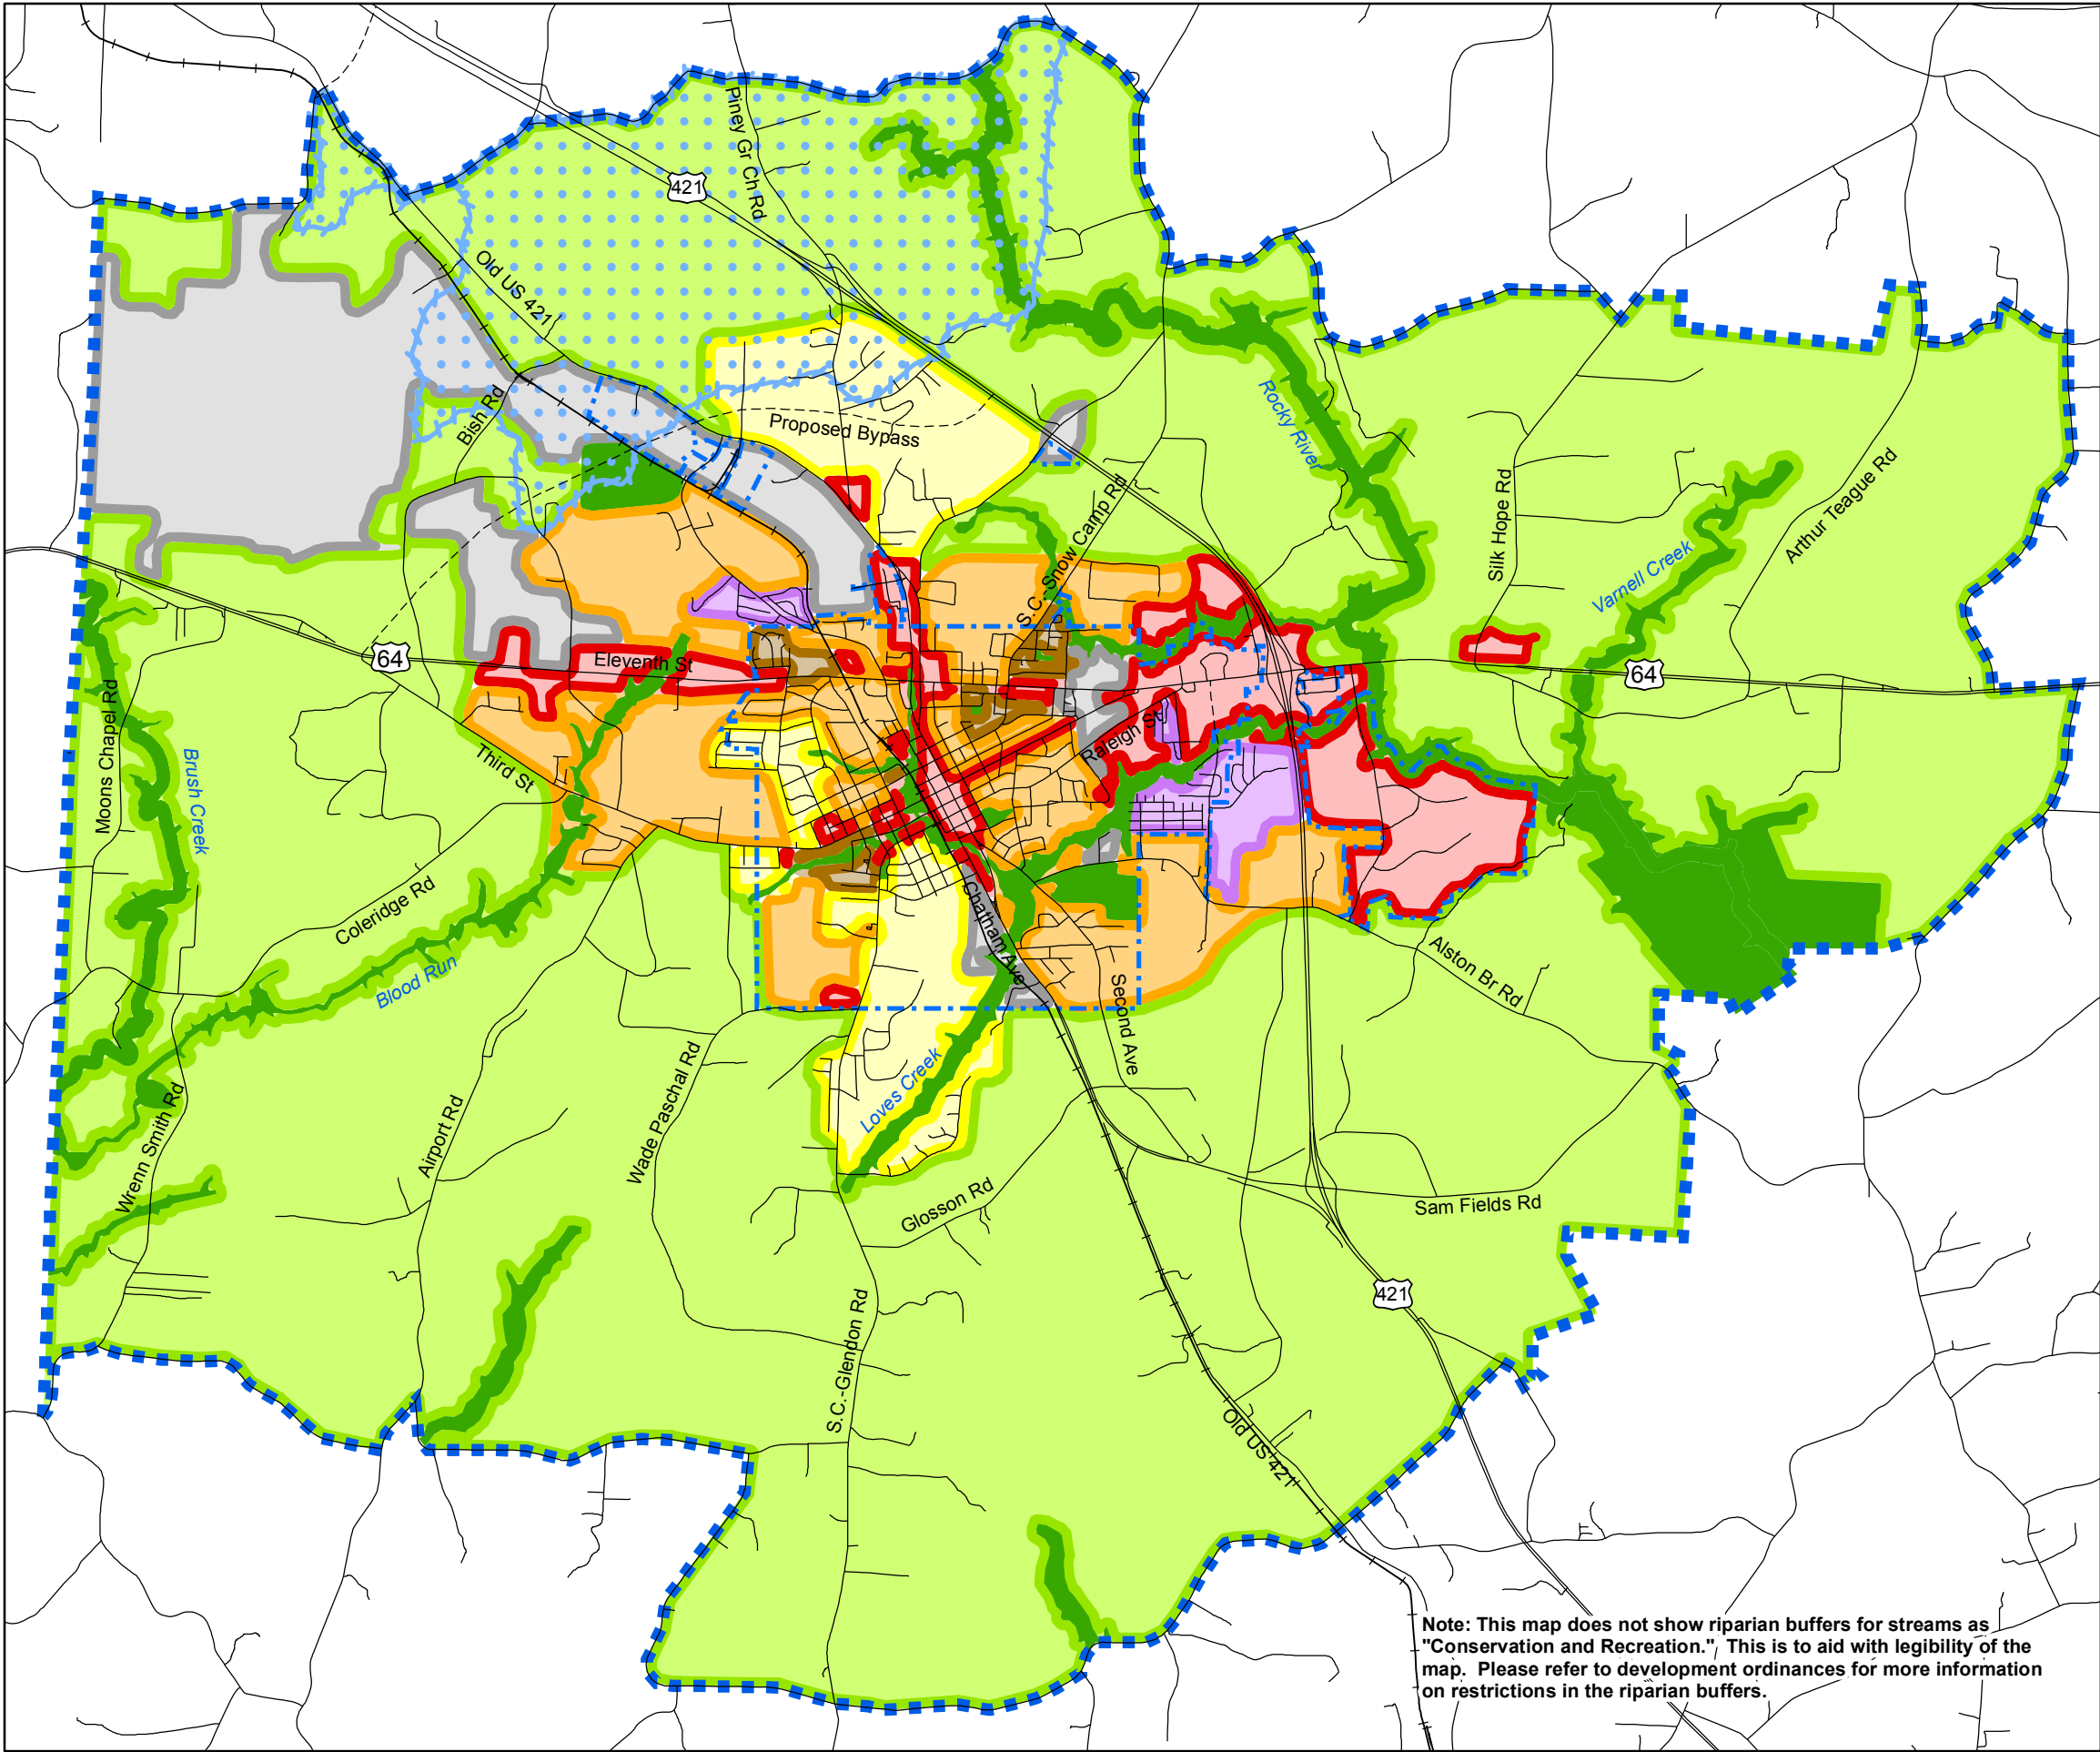 Piney Gr Ch Rd
421
Old US 421
Bish Rd
Proposed Bypass
Rocky River
S.C.-Snow Camp Rd
Silk Hope Rd
Arthur Teague Rd
Varnell Creek
64
Eleventh St
64
Moons Chapel Rd
Brush Creek
Third St
Raleigh St
Coleridge Rd
Blood Run
Chatham Ave
Second Ave
Alston Br Rd
Loves Creek
Wrenn Smith Rd
Airport Rd
Wade Paschal Rd
Glosson Rd
Sam Fields Rd
421
S.C.-Glendon Rd
Old US 421
Note: This map does not show riparian buffers for streams as
"Conservation and Recreation." This is to aid with legibility of the
map. Please refer to development ordinances for more information
on restrictions in the riparian buffers.